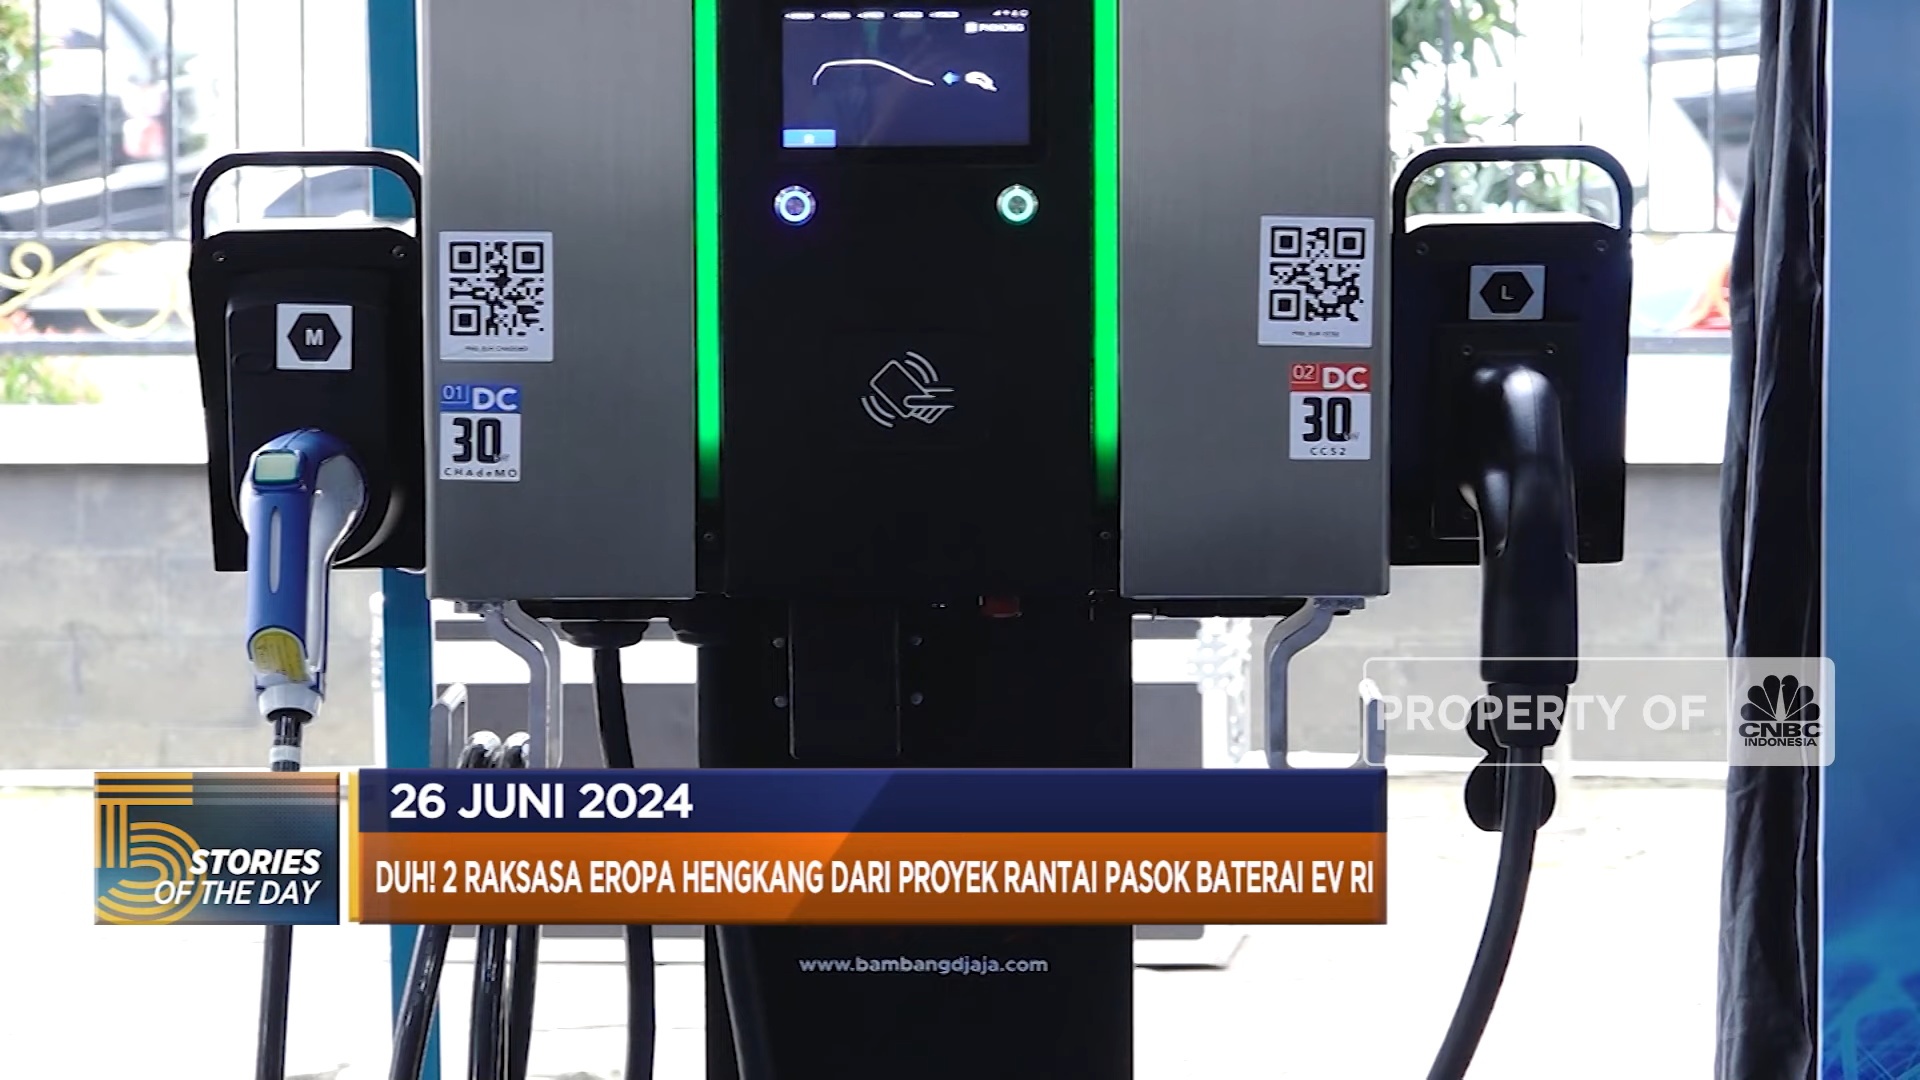 PARKING
M
L
01 DC
30
CHAdeMO
02 DC
30
CCS2
PROPERTY OF
CNBC
INDONESIA
5
STORIES
OF THE DAY
26 JUNI 2024
DUH! 2 RAKSASA EROPA HENGKANG DARI PROYEK RANTAI PASOK BATERAI EV RI
www.bambangdjaja.com